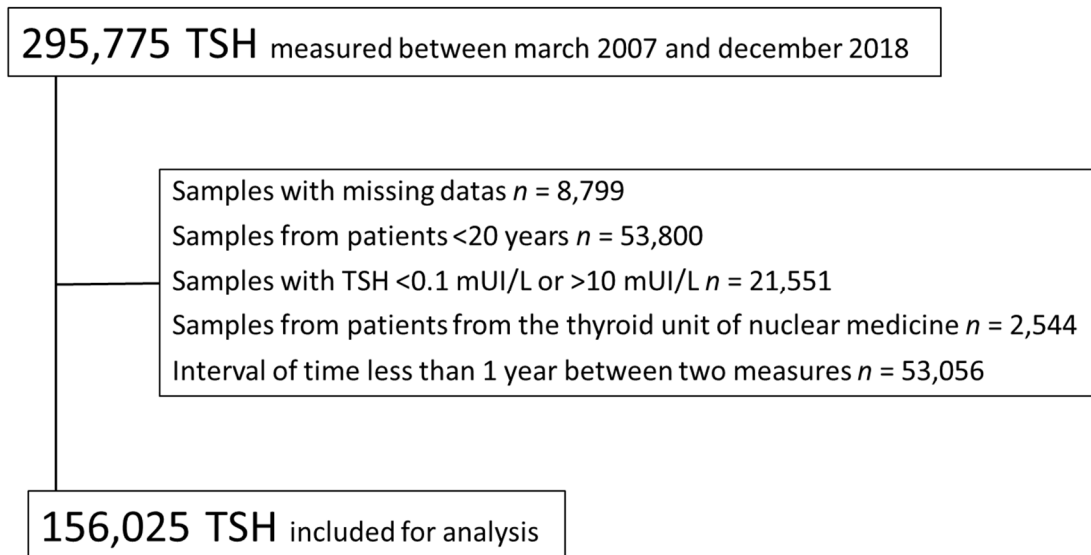 295,775 TSH measured between march 2007 and december 2018
Samples with missing datas n = 8,799
Samples from patients <20 years n = 53,800
Samples with TSH <0.1 mUI/L or >10 mUI/L n = 21,551
Samples from patients from the thyroid unit of nuclear medicine n = 2,544
Interval of time less than 1 year between two measures n = 53,056
156,025 TSH included for analysis